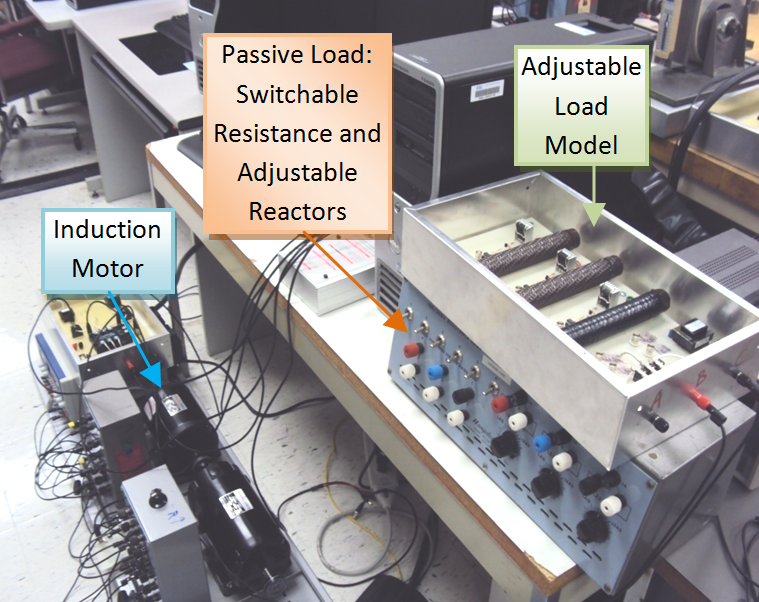 Passive Load:
Switchable
Resistance and
Adjustable
Reactors
Adjustable
Load
Model
Induction
Motor
A
B
C